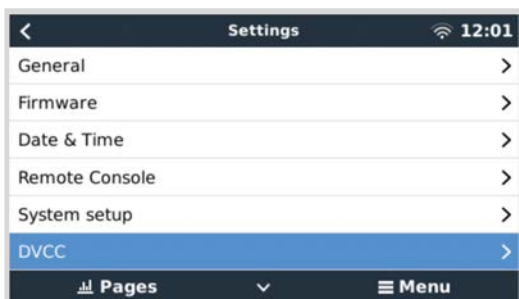 Settings 12:01
General
Firmware
Date & Time
Remote Console
System setup
DVCC
Pages Menu